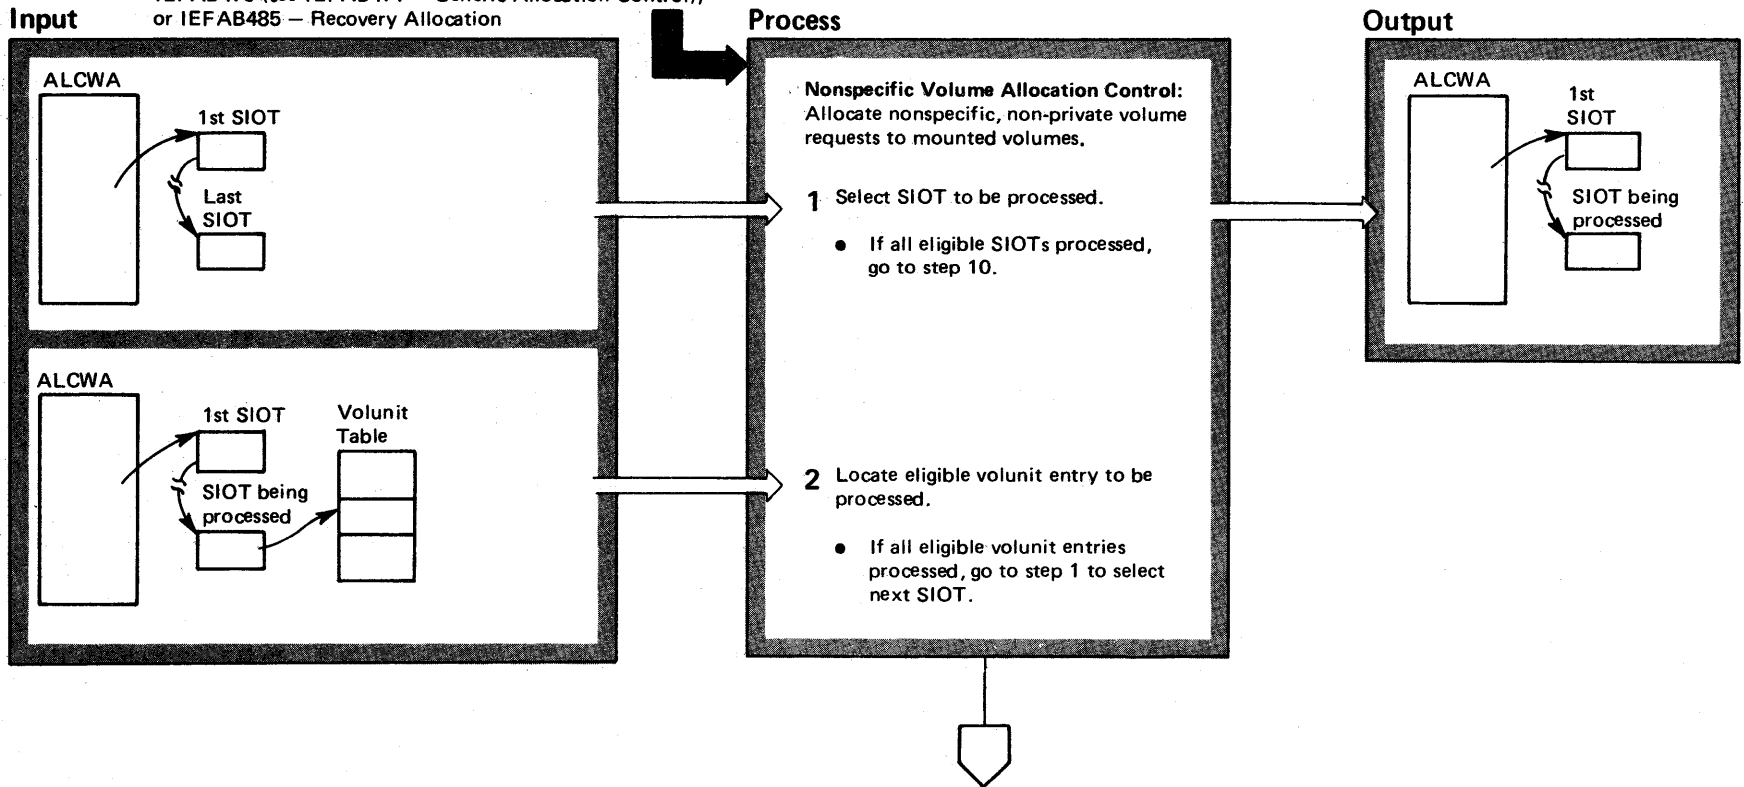 or IEFAB485 — Recovery Allocation
Input
Process
Output
ALCWA
1st SIOT
Last
SIOT
ALCWA
1st SIOT
SIOT being
processed
Volunit
Table
Nonspecific Volume Allocation Control:
Allocate nonspecific, non-private volume
requests to mounted volumes.
1 Select SIOT to be processed.
● If all eligible SIOTs processed,
go to step 10.
2 Locate eligible volunit entry to be
processed.
● If all eligible volunit entries
processed, go to step 1 to select
next SIOT.
ALCWA
1st
SIOT
SIOT being
processed